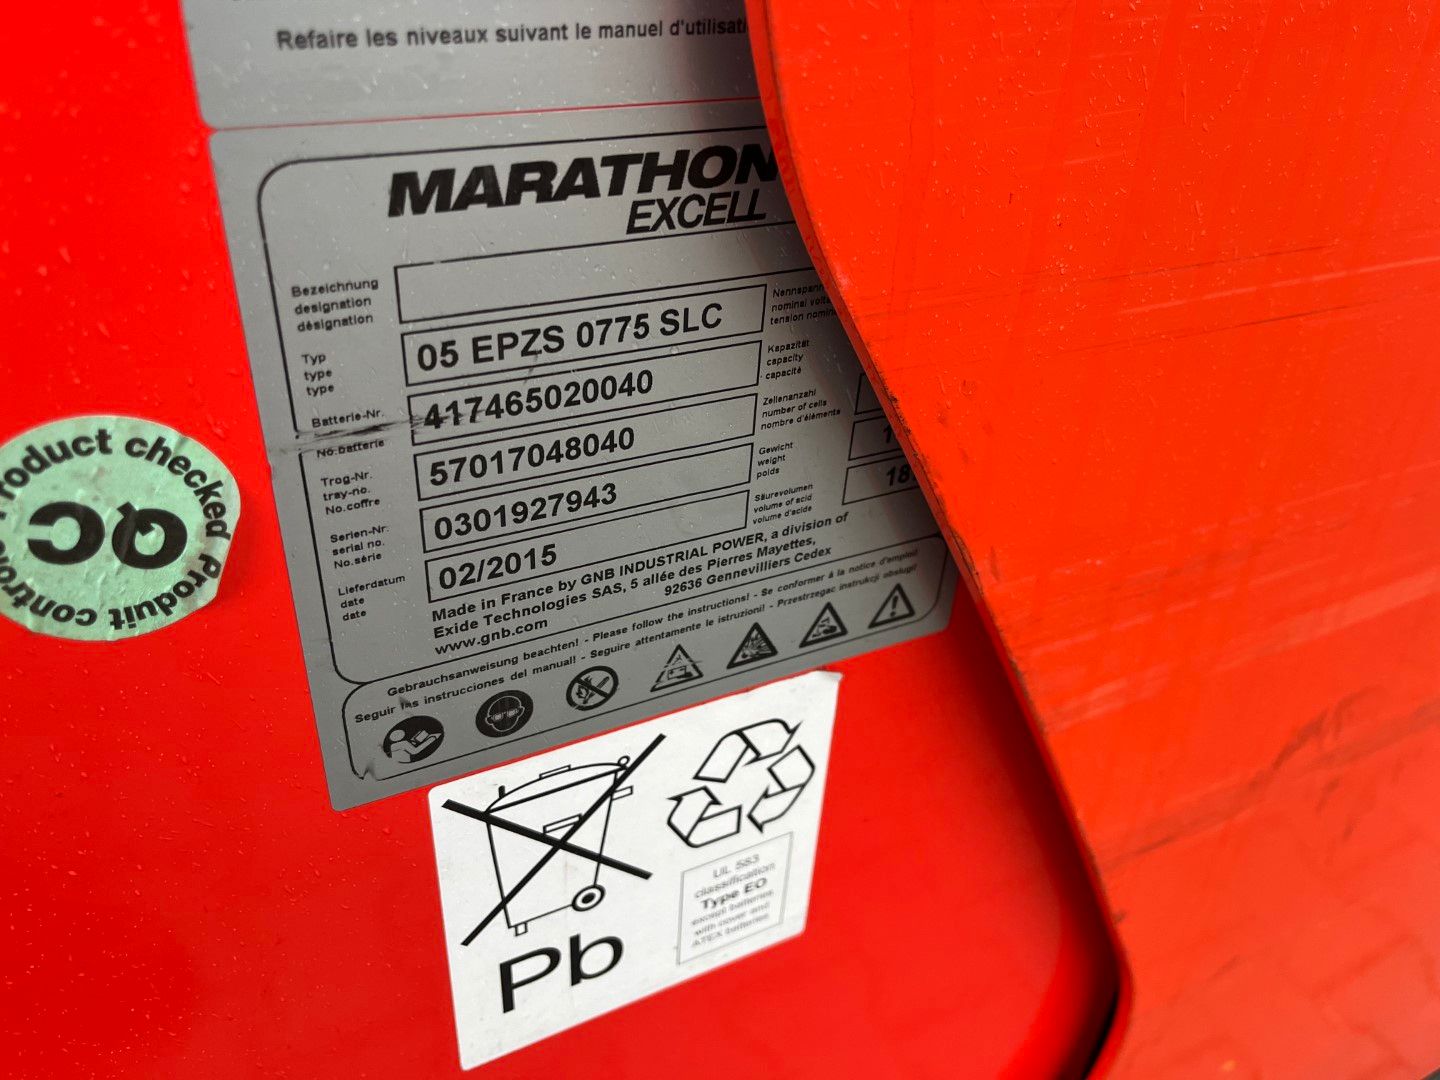 Refaire les niveaux suivant le manuel d'utilisati
MARATHON
EXCELL
Bezeichnung
designation
désignation
Typ
type
type
05 EPZS 0775 SLC
Batterie-Nr.
No.batterie
417465020040
Trog-Nr.
tray-no.
No.coffre
57017048040
Serien-Nr.
serial no.
No.série
0301927943
Lieferdatum
date
date
02/2015
Nennspann
nominal volt
tension nomin
Kapazität
capacity
capacité
Zellenanzahl
number of cells
nombre d'éléments
Gewicht
weight
poids
1
Säurevolumen
volume of acid
volume d'acide
18
Made in France by GNB INDUSTRIAL POWER, a division of
Exide Technologies SAS, 5 allée des Pierres Mayettes,
92636 Gennevilliers Cedex
www.gnb.com
Gebrauchsanweisung beachten! - Please follow the instructions! - Se conformer à la notice d'emploi!
Seguir las instrucciones del manual! - Seguire attentamente le istruzioni! - Przestrzegac instrukcji obslugi!
roduct checked Produit contrôl
QC
Pb
UL 583
classification
Type EO
except batteries
with cover and
ATEX batteries